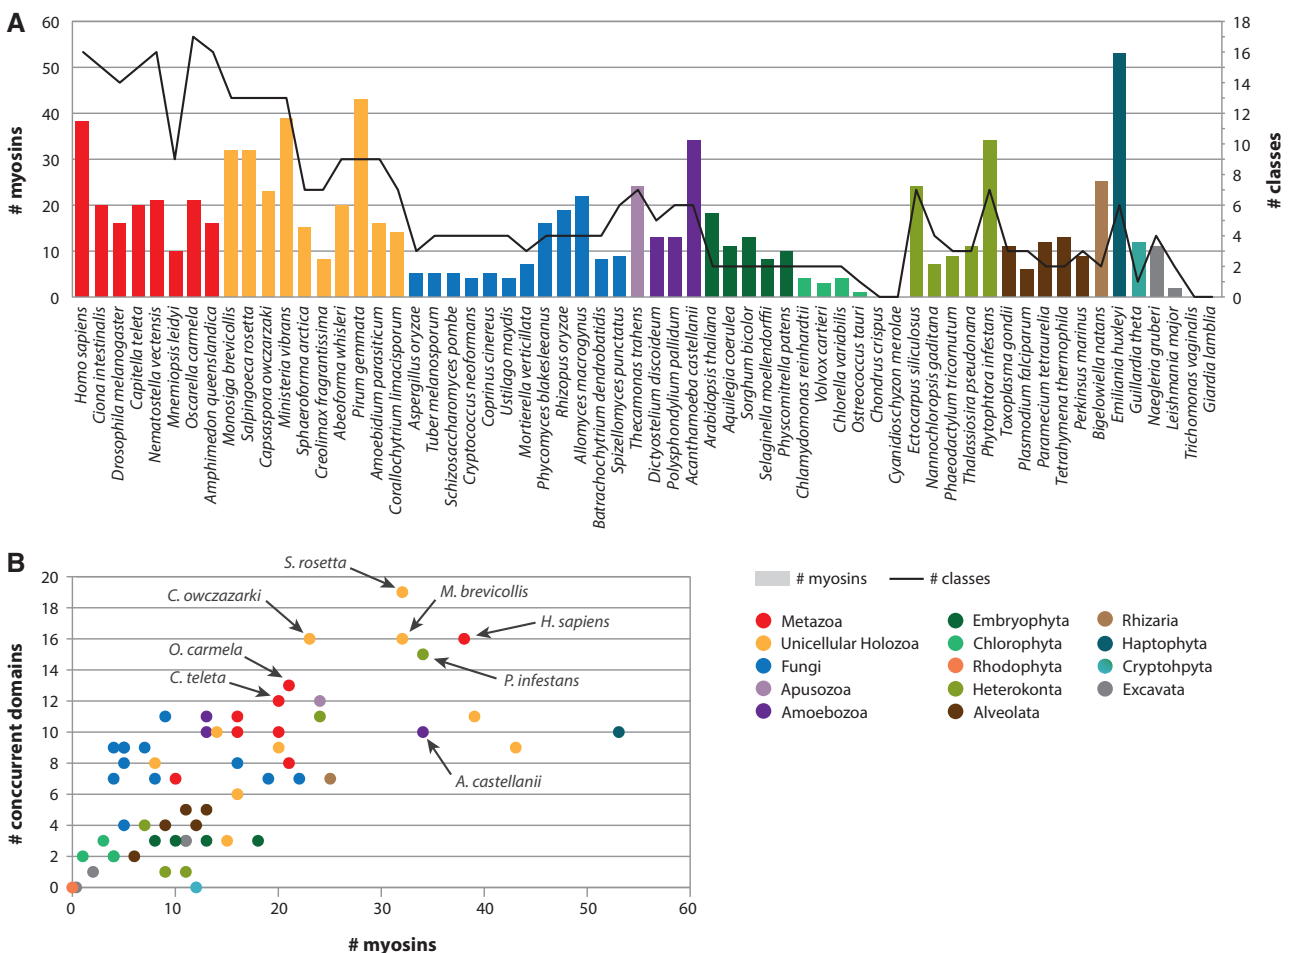 A
# myosins
60
50
40
30
20
10
0
18
16
14
12
10
8
6
4
2
0
# classes
Homo sapiens
Ciona intestinalis
Drosophila melanogaster
Capitella teleta
Nematostella vectensis
Mnemiopsis leidyi
Oscarella carmela
Amphimedon queenslandica
Monosiga brevicollis
Salpingoeca rosetta
Capsaspora owczarzaki
Ministeria vibrans
Sphaeroforma arctica
Creolimax fragrantissima
Abeoforma whisleri
Pirum gemmata
Amoebidium parasiticum
Corallochytrium limacisporum
Aspergillus oryzae
Tuber melanosporum
Schizosaccharomyces pombe
Cryptococcus neoformans
Coprinus cinereus
Ustilago maydis
Mortierella verticillata
Phycomyces blakesleeanus
Rhizopus oryzae
Allomyces macrogynus
Batrachochytrium dendrobatidis
Spizellomyces punctatus
Thecamonas trahens
Dictyostelium discoideum
Polysphondylium pallidum
Acanthamoeba castellanii
Arabidopsis thaliana
Aquilegia coerulea
Sorghum bicolor
Selaginella moellendorffii
Physcomitrella patens
Chlamydomonas reinhardtii
Volvox cartieri
Chlorella variabilis
Ostreococcus tauri
Chondrus crispus
Cyanidioschyzon merolae
Ectocarpus siliculosus
Nannochloropsis gaditana
Phaeodactylum tricornutum
Thalassiosira pseudonana
Phytophtora infestans
Toxoplasma gondii
Plasmodium falciparum
Paramecium tetraurelia
Tetrahymena thermophila
Perkinsus marinus
Bigelowiella natans
Emiliania huxleyi
Guillardia theta
Naegleria gruberi
Leishmania major
Trichomonas vaginalis
Giardia lamblia
B
# conccurrent domains
20
18
16
14
12
10
8
6
4
2
0
S. rosetta
C. owczazarki
M. brevicollis
H. sapiens
O. carmela
C. teleta
P. infestans
A. castellanii
0 10 20 30 40 50 60
# myosins
# myosins # classes
Metazoa Embryophyta Rhizaria
Unicellular Holozoa Chlorophyta Haptophyta
Fungi Rhodophyta Cryptohpyta
Apusozoa Heterokonta Excavata
Amoebozoa Alveolata